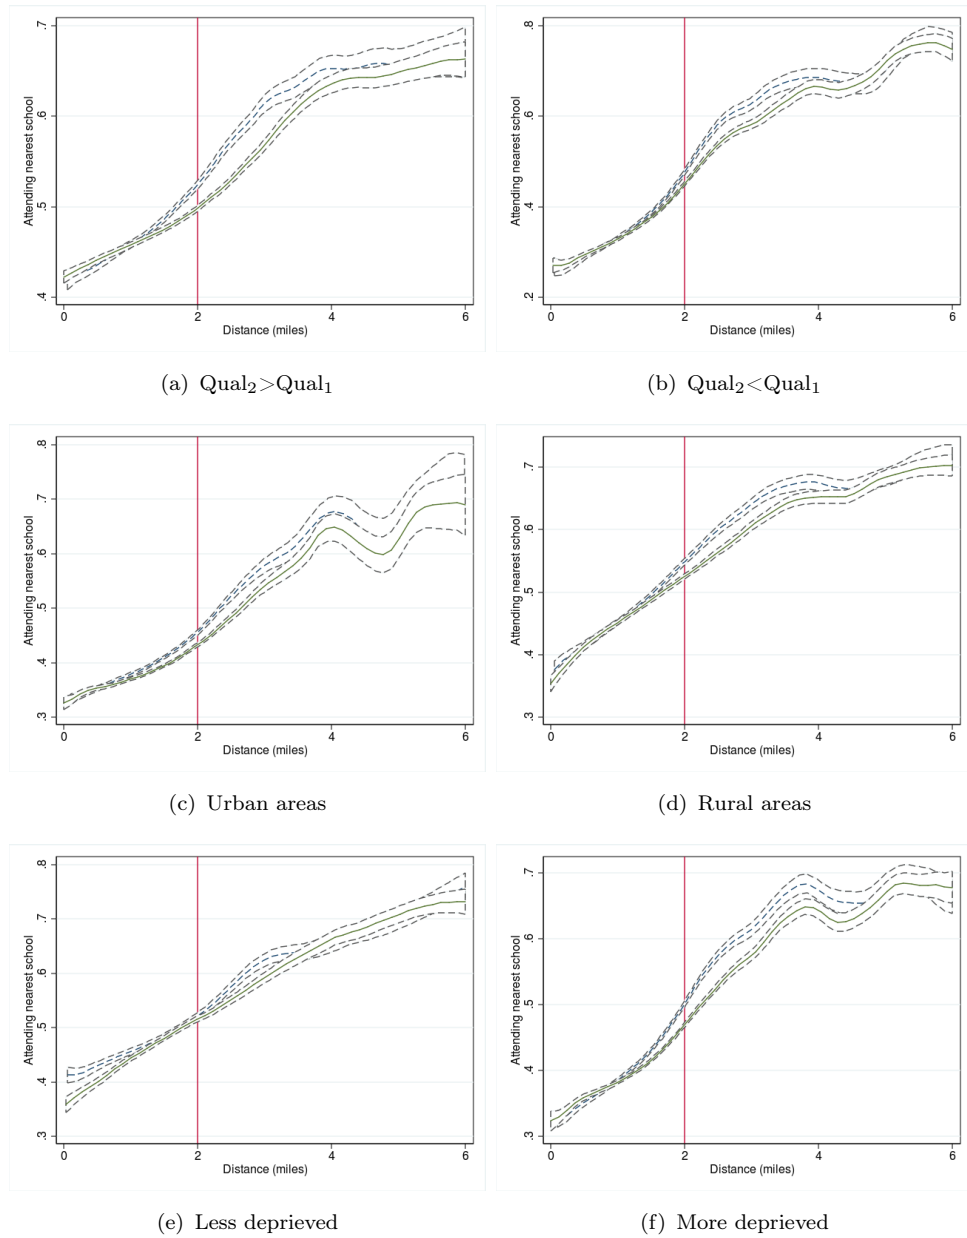 .7
.6
.5
.4
Attending nearest school
0 2 4 6
Distance (miles)
(a) Qual₂>Qual₁
.8
.6
.4
.2
Attending nearest school
0 2 4 6
Distance (miles)
(b) Qual₂<Qual₁
.8
.7
.6
.5
.4
.3
Attending nearest school
0 2 4 6
Distance (miles)
(c) Urban areas
.7
.6
.5
.4
.3
Attending nearest school
0 2 4 6
Distance (miles)
(d) Rural areas
.8
.7
.6
.5
.4
.3
Attending nearest school
0 2 4 6
Distance (miles)
(e) Less deprieved
.7
.6
.5
.4
.3
Attending nearest school
0 2 4 6
Distance (miles)
(f) More deprieved